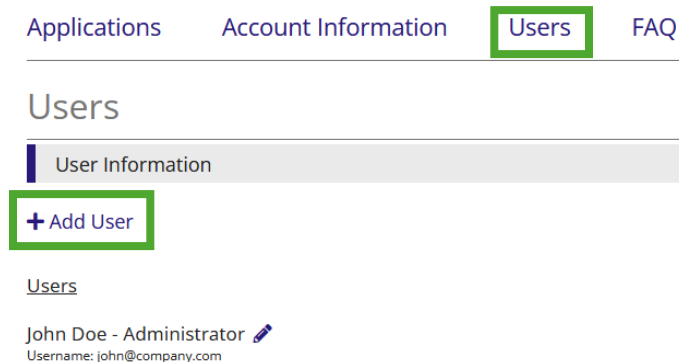 Applications Account Information Users FAQ
Users
User Information
+ Add User
Users
John Doe - Administrator
Username: john@company.com